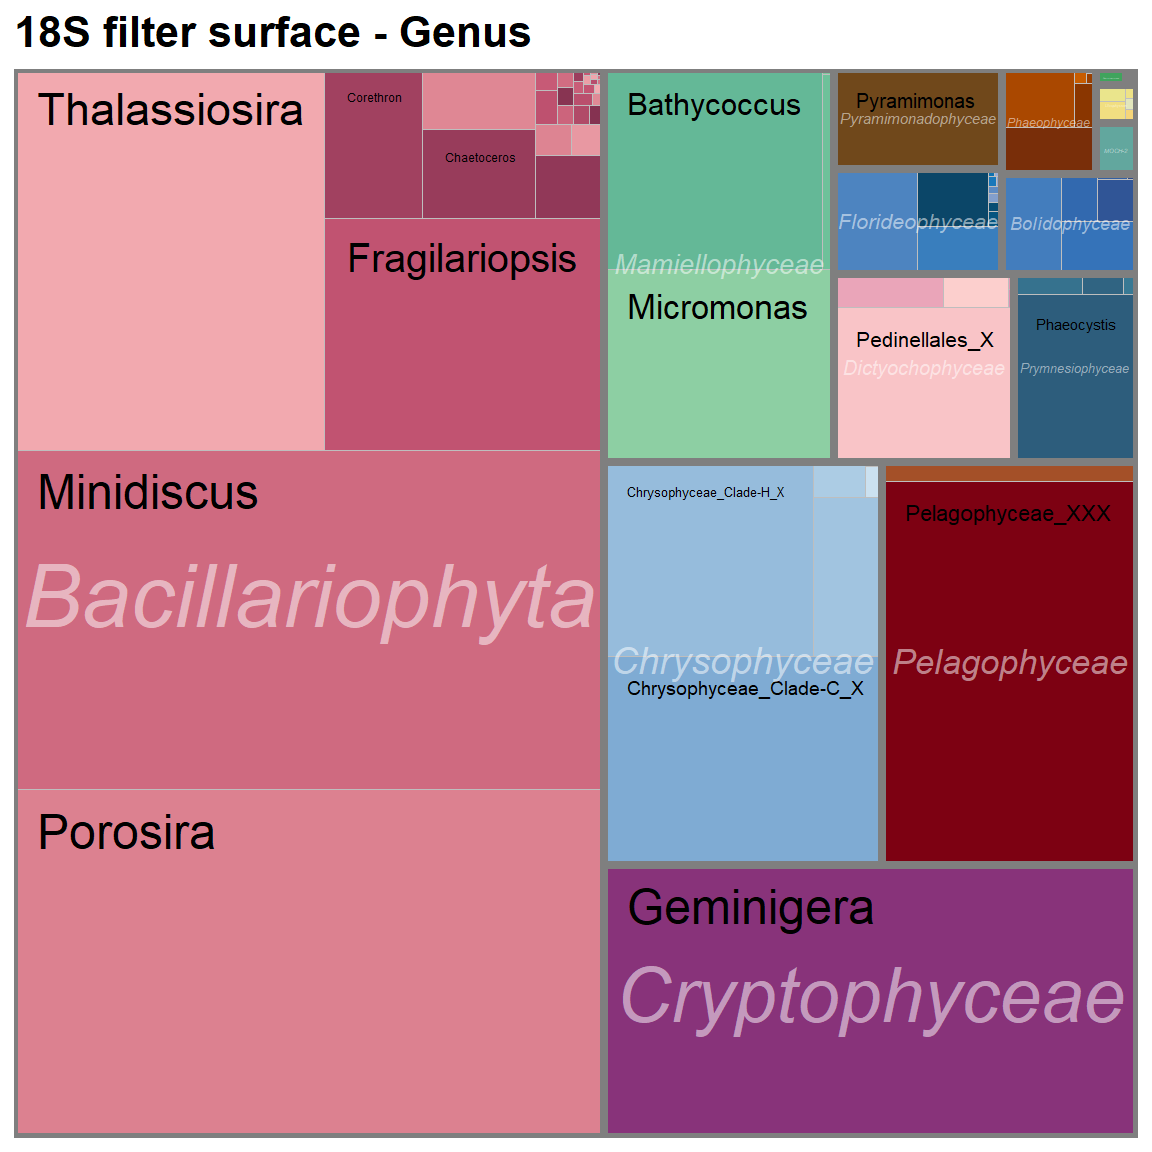 18S filter surface - Genus
Thalassiosira
Corethron
Chaetoceros
Fragilariopsis
Minidiscus
Bacillariophyta
Porosira
Bathycoccus
Mamiellophyceae
Micromonas
Pyramimonas
Pyramimonadophyceae
Phaeophyceae
MOCH-2
Florideophyceae
Bolidophyceae
Pedinellales_X
Dictyochophyceae
Phaeocystis
Prymnesiophyceae
Chrysophyceae_Clade-H_X
Chrysophyceae
Chrysophyceae_Clade-C_X
Pelagophyceae_XXX
Pelagophyceae
Geminigera
Cryptophyceae